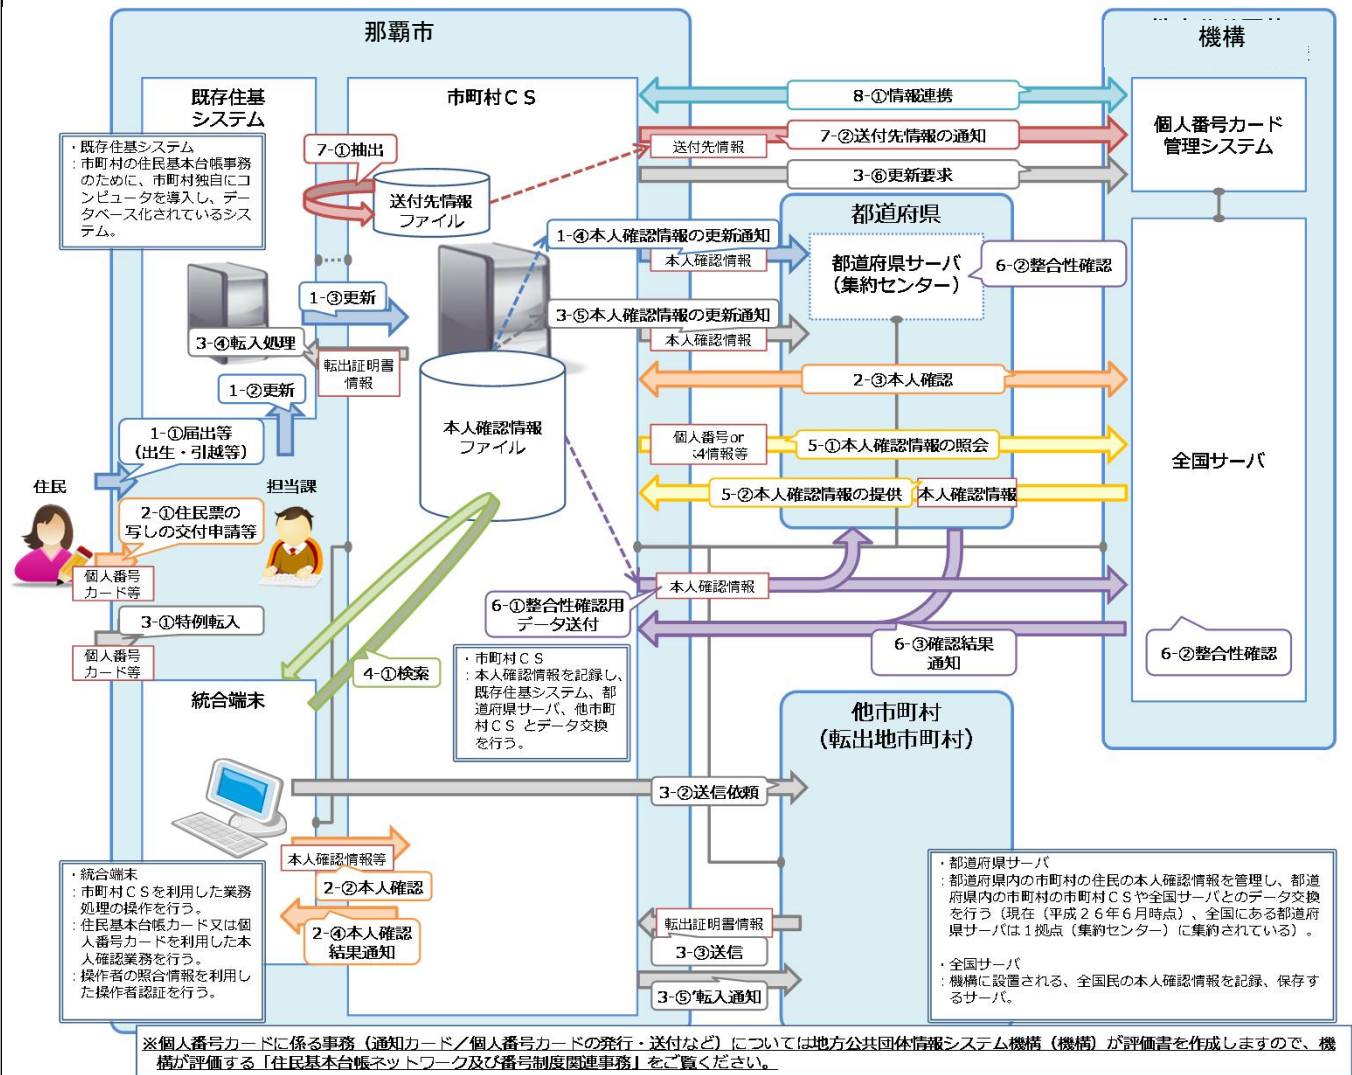 那覇市
機構
既存住基
システム
市町村ＣＳ
・既存住基システム
：市町村の住民基本台帳事務
のために、市町村独自にコン
ピュータを導入し、デー
タベース化されているシス
テム。
7-①抽出
送付先情報
ファイル
8-①情報連携
7-②送付先情報の通知
送付先情報
3-⑥更新要求
個人番号カード
管理システム
都道府県
1-④本人確認情報の更新通知
本人確認情報
都道府県サーバ
（集約センター）
6-②整合性確認
1-③更新
3-⑤本人確認情報の更新通知
本人確認情報
3-④転入処理
転出証明書
情報
1-②更新
2-③本人確認
本人確認情報
ファイル
1-①届出等
（出生・引越等）
個人番号or
4情報等
5-①本人確認情報の照会
全国サーバ
住民
担当課
5-②本人確認情報の提供
本人確認情報
2-①住民票の
写しの交付申請等
個人番号
カード等
本人確認情報
6-①整合性確認用
データ送付
3-①特例転入
個人番号
カード等
6-③確認結果
通知
6-②整合性確認
4-①検索
・市町村ＣＳ
：本人確認情報を記録し、
既存住基システム、都
道府県サーバ、他市町
村ＣＳ とデータ交換
を行う。
統合端末
他市町村
（転出地市町村）
3-②送信依頼
本人確認情報等
2-②本人確認
2-④本人確認
結果通知
転出証明書情報
3-③送信
3-⑤’転入通知
・統合端末
：市町村ＣＳを利用した業務
処理の操作を行う。
：住民基本台帳カード又は個
人番号カードを利用した本
人確認業務を行う。
：操作者の照合情報を利用し
た操作者認証を行う。
・都道府県サーバ
：都道府県内の市町村の住民の本人確認情報を管理し、都道
府県内の市町村の市町村ＣＳや全国サーバとのデータ交換
を行う（現在（平成２６年６月時点）、全国にある都道府
県サーバは１拠点（集約センター）に集約されている）。
・全国サーバ
：機構に設置される、全国民の本人確認情報を記録、保存す
るサーバ。
※個人番号カードに係る事務（通知カード／個人番号カードの発行・送付など）については地方公共団体情報システム機構（機構）が評価書を作成しますので、機
構が評価する「住民基本台帳ネットワーク及び番号制度関連事務」をご覧ください。